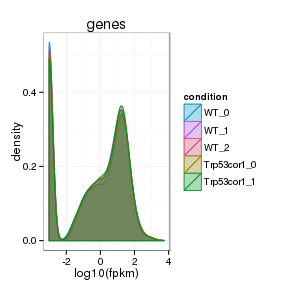 genes
0.4
0.2
0.0
density
-2
0
2
4
log10(fpkm)
condition
WT_0
WT_1
WT_2
Trp53cor1_0
Trp53cor1_1